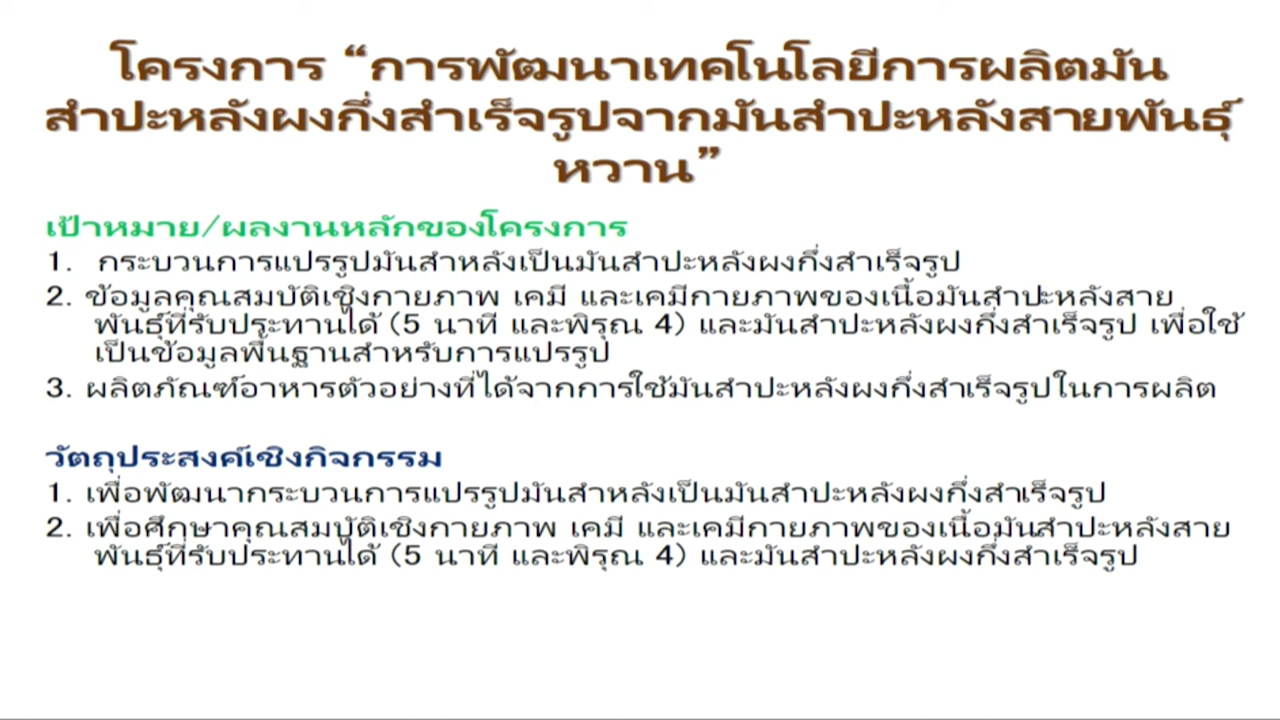 โครงการ “การพัฒนาเทคโนโลยีการผลิตมัน
สำปะหลังผงกึ่งสำเร็จรูปจากมันสำปะหลังสายพันธุ์
หวาน”
เป้าหมาย/ผลงานหลักของโครงการ
1. กระบวนการแปรรูปมันสำหลังเป็นมันสำปะหลังผงกึ่งสำเร็จรูป
2. ข้อมูลคุณสมบัติเชิงกายภาพ เคมี และเคมีกายภาพของเนื้อมันสำปะหลังสาย
พันธุ์ที่รับประทานได้ (5 นาที และพิรุณ 4) และมันสำปะหลังผงกึ่งสำเร็จรูป เพื่อใช้
เป็นข้อมูลพื้นฐานสำหรับการแปรรูป
3. ผลิตภัณฑ์อาหารตัวอย่างที่ได้จากการใช้มันสำปะหลังผงกึ่งสำเร็จรูปในการผลิต
วัตถุประสงค์เชิงกิจกรรม
1. เพื่อพัฒนากระบวนการแปรรูปมันสำหลังเป็นมันสำปะหลังผงกึ่งสำเร็จรูป
2. เพื่อศึกษาคุณสมบัติเชิงกายภาพ เคมี และเคมีกายภาพของเนื้อมันสำปะหลังสาย
พันธุ์ที่รับประทานได้ (5 นาที และพิรุณ 4) และมันสำปะหลังผงกึ่งสำเร็จรูป